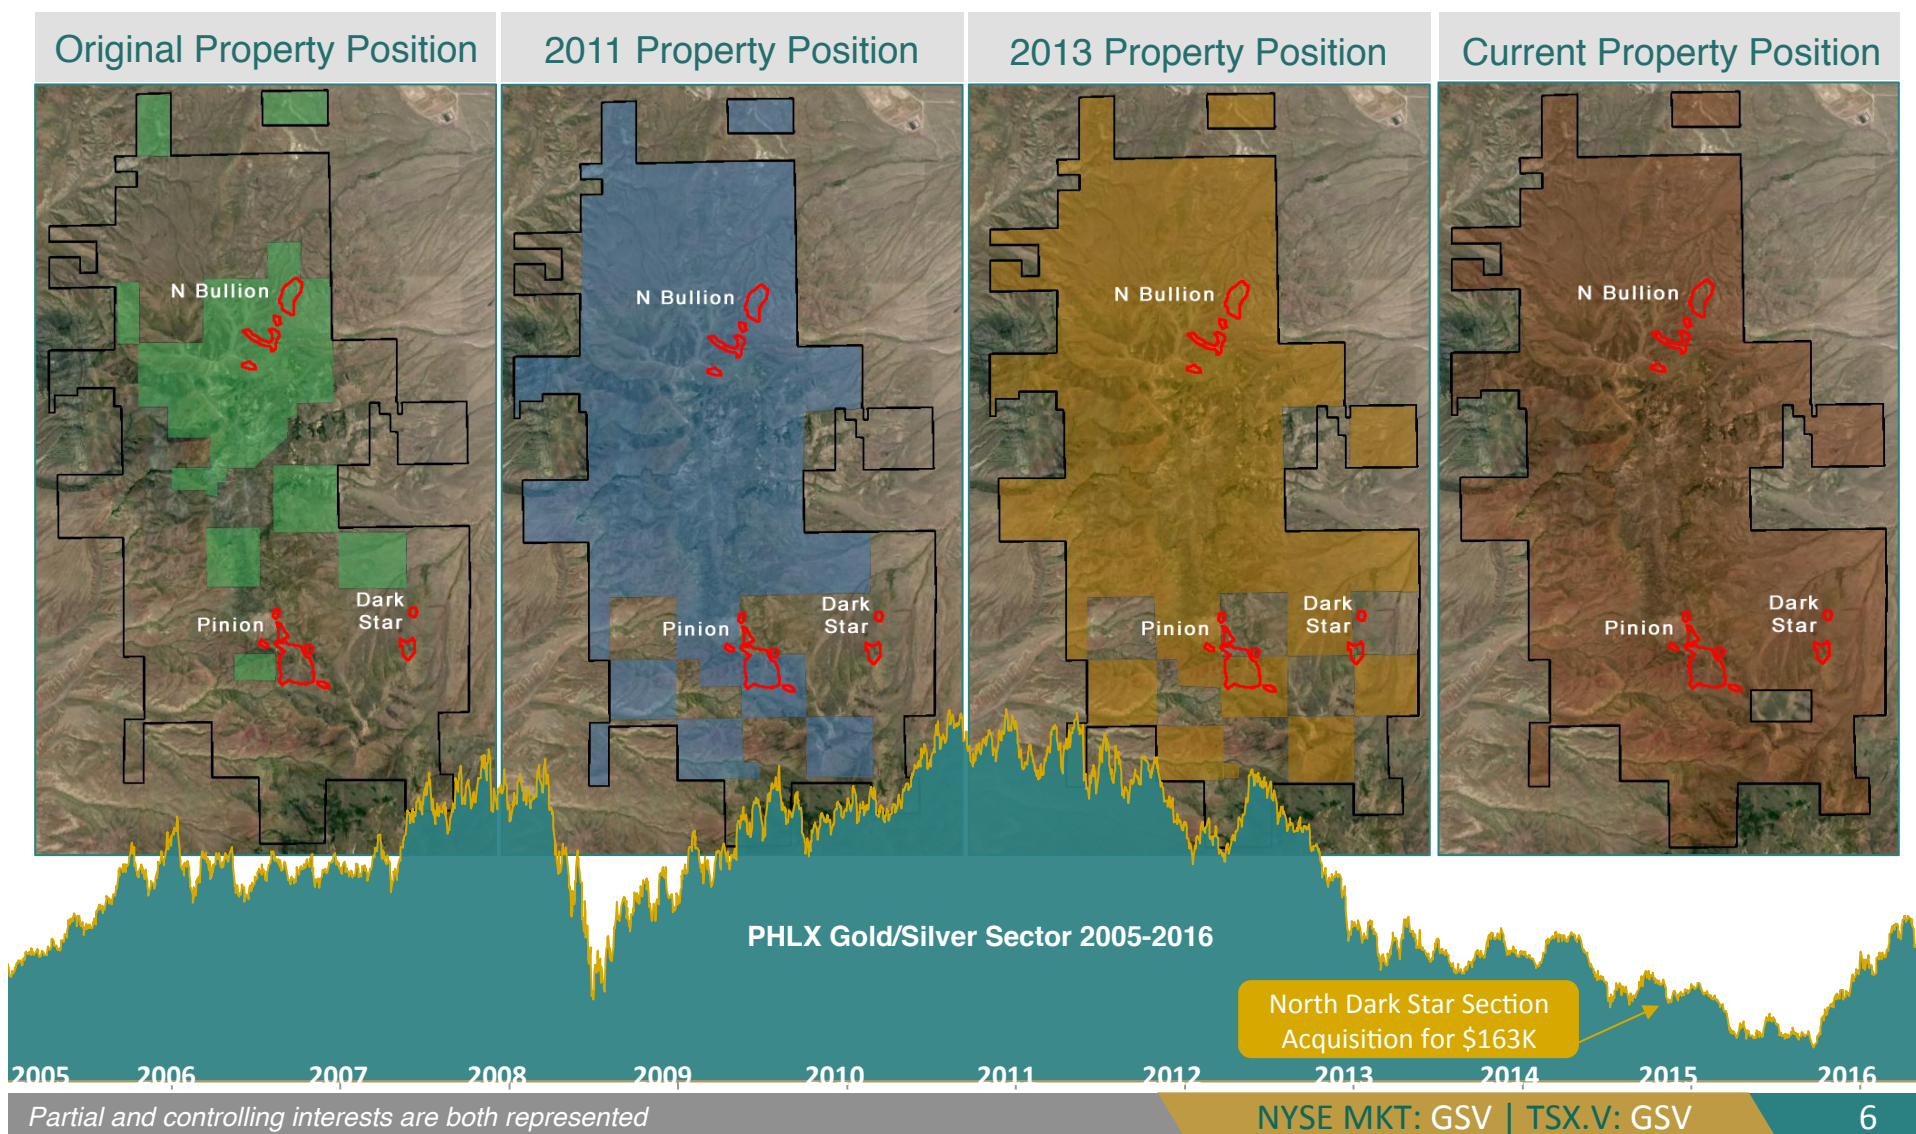 Original Property Position
2011 Property Position
2013 Property Position
Current Property Position
N Bullion
Pinion
Dark
Star
N Bullion
Pinion
Dark
Star
N Bullion
Pinion
Dark
Star
N Bullion
Pinion
Dark
Star
PHLX Gold/Silver Sector 2005-2016
North Dark Star Section
Acquisition for $163K
2005 2006 2007 2008 2009 2010 2011 2012 2013 2014 2015 2016
Partial and controlling interests are both represented
NYSE MKT: GSV | TSX.V: GSV
6